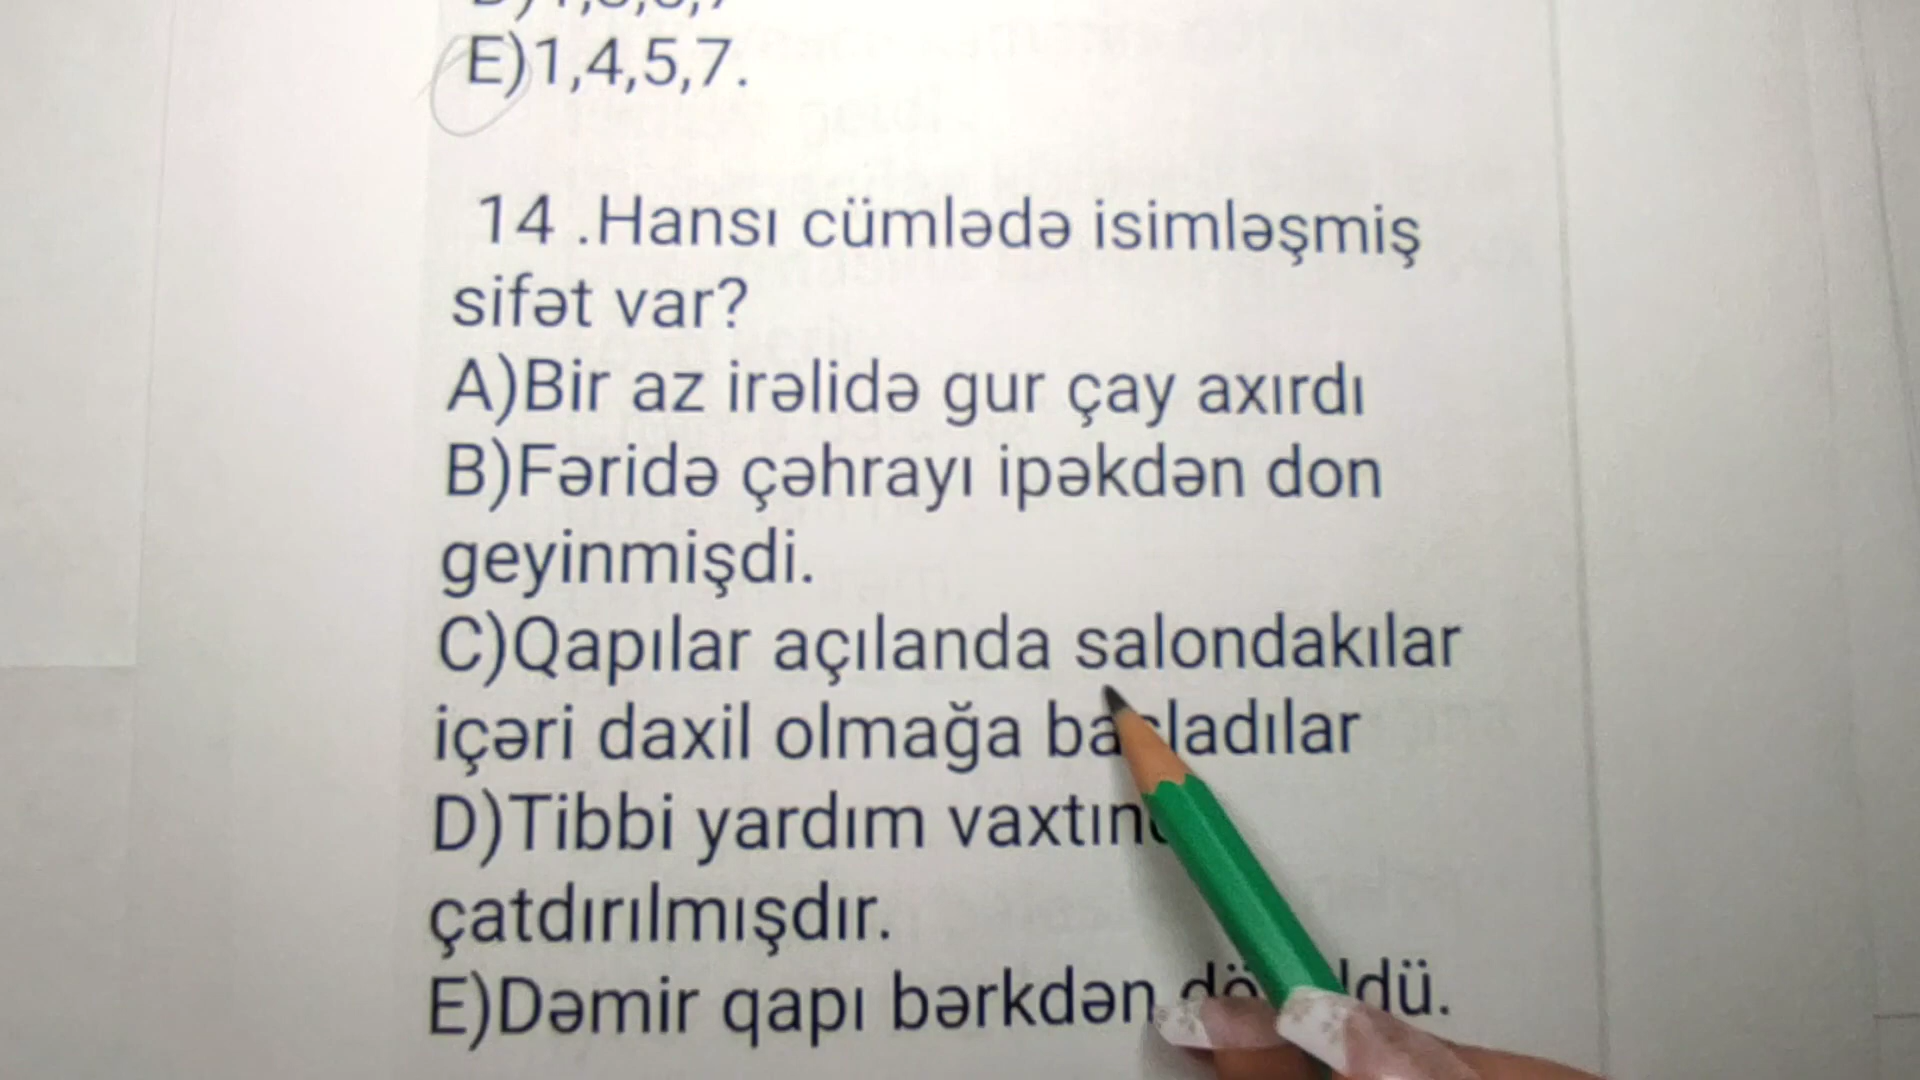 E)1,4,5,7.
14 .Hansı cümlədə isimləşmiş
sifət var?
A)Bir az irəlidə gur çay axırdı
B)Fəridə çəhrayı ipəkdən don
geyinmişdi.
C)Qapılar açılanda salondakılar
içəri daxil olmağa başladılar
D)Tibbi yardım
çatdırılmışdır.
E)Dəmir qapı bərkdən